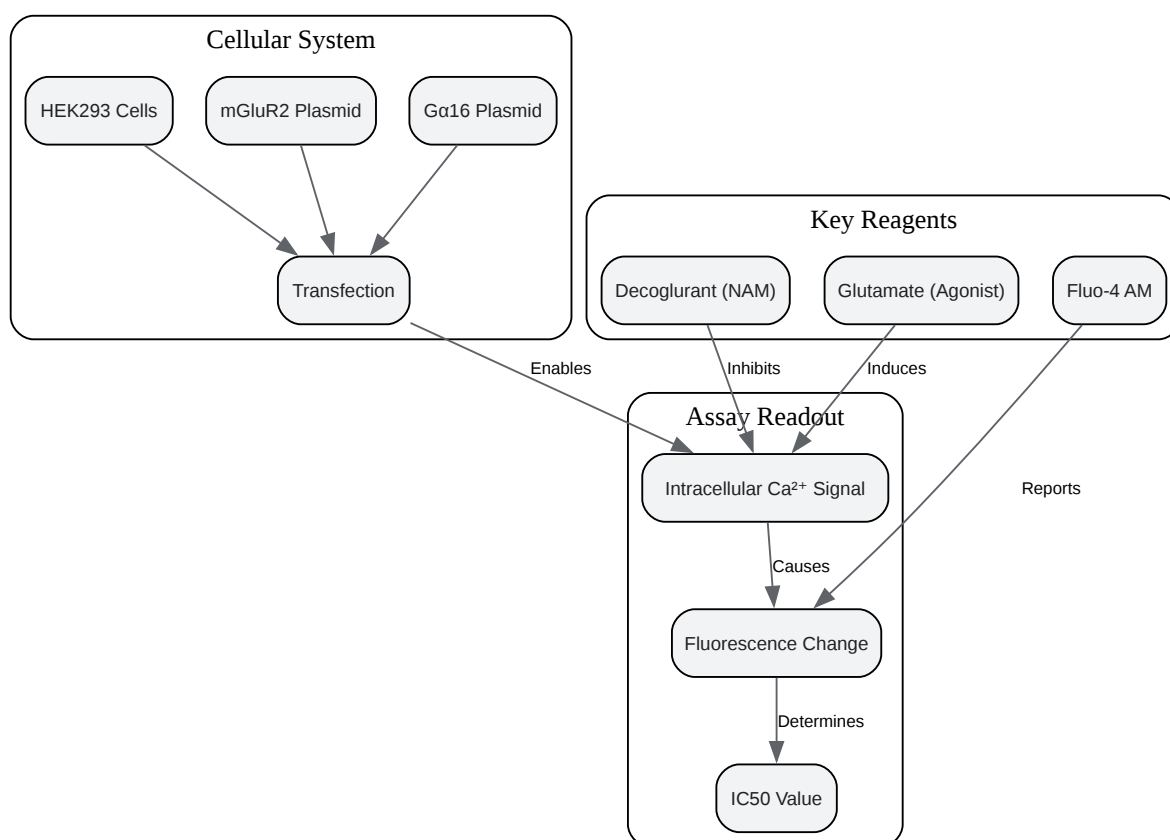 Cellular System
HEK293 Cells
mGluR2 Plasmid
Gα16 Plasmid
Transfection
Key Reagents
Decoglurant (NAM)
Glutamate (Agonist)
Fluo-4 AM
Enables
Inhibits
Induces
Reports
Assay Readout
Intracellular Ca²⁺ Signal
Causes
Fluorescence Change
Determines
IC50 Value